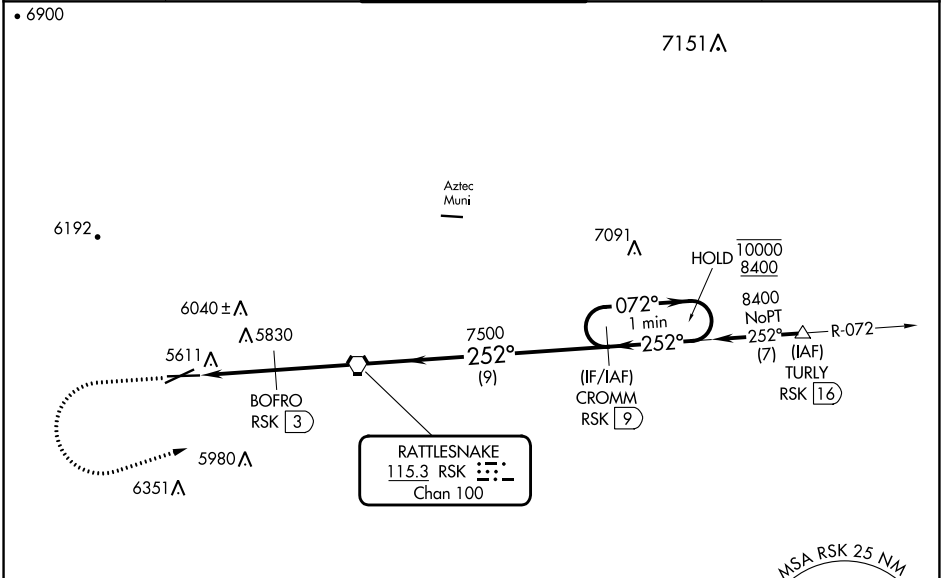 6900
7151
Aztec
Muni
6192
7091
HOLD
10000
8400
6040 ±
072°
1 min
252°
8400
NoPT
252°
(7)
(IAF)
TURLY
RSK 16
R-072
5830
5611
7500
252°
(9)
(IF/IAF)
CROMM
RSK 9
BOFRO
RSK 3
5980
6351
RATTLESNAKE
115.3 RSK
Chan 100
MSA RSK 25 NM